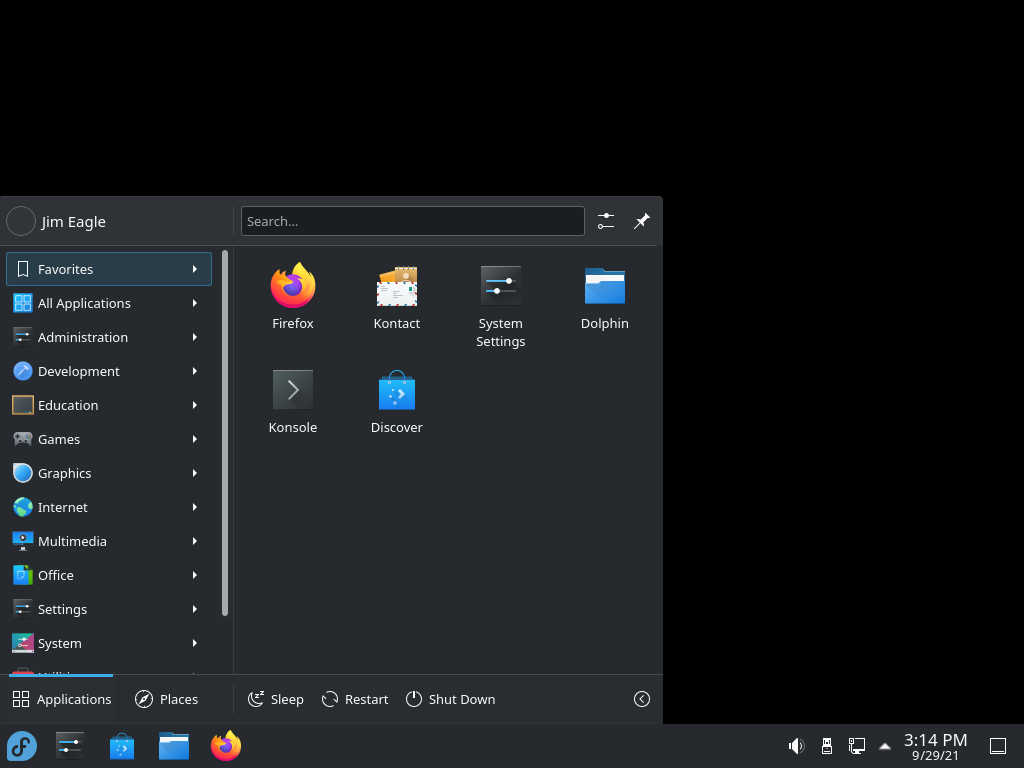 Jim Eagle
Search...
Favorites
All Applications
Administration
Development
Education
Games
Graphics
Internet
Multimedia
Office
Settings
System
Firefox
Kontact
System
Settings
Dolphin
Konsole
Discover
Applications
Places
Sleep
Restart
Shut Down
3:14 PM
9/29/21